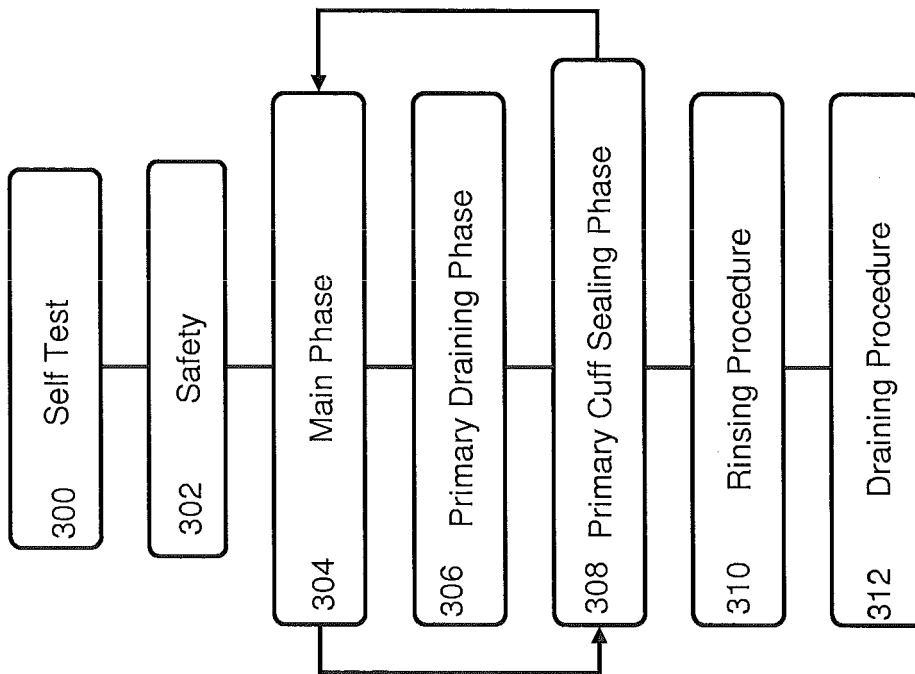 300 Self Test
302 Safety
304 Main Phase
306 Primary Draining Phase
308 Primary Cuff Sealing Phase
310 Rinsing Procedure
312 Draining Procedure